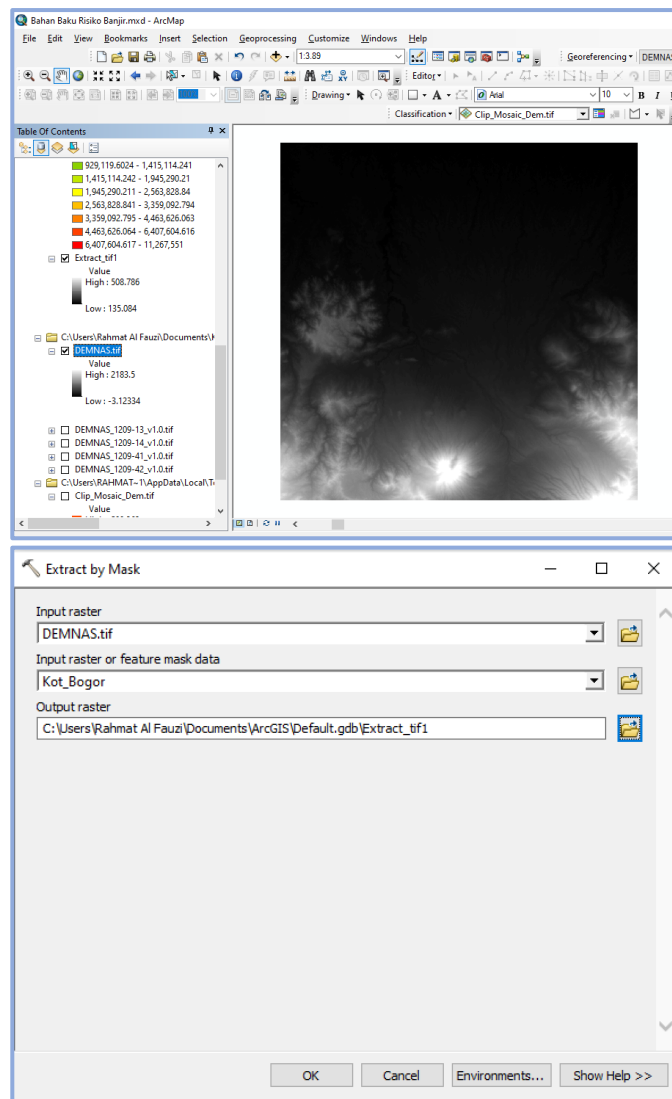 Bahan Baku Risiko Banjir.mxd - ArcMap
File Edit View Bookmarks Insert Selection Geoprocessing Customize Windows Help
1:3.89 Georeferencing DEMNAS
Editor
Drawing A Arial 10 B I
Classification Clip_Mosaic_Dem.tif
Table Of Contents
929,119.6024 - 1,415,114.241
1,415,114.242 - 1,945,290.21
1,945,290.211 - 2,563,828.84
2,563,828.841 - 3,359,092.794
3,359,092.795 - 4,463,626.063
4,463,626.064 - 6,407,604.616
6,407,604.617 - 11,267,551
Extract_tif1
Value
High : 508.786
Low : 135.084
C:\Users\Rahmat Al Fauzi\Documents\
DEMNAS.tif
Value
High : 2183.5
Low : -3.12334
DEMNAS_1209-13_v1.0.tif
DEMNAS_1209-14_v1.0.tif
DEMNAS_1209-41_v1.0.tif
DEMNAS_1209-42_v1.0.tif
C:\Users\RAHMAT~1\AppData\Local\T
Clip_Mosaic_Dem.tif
Value
Extract by Mask
Input raster
DEMNAS.tif
Input raster or feature mask data
Kot_Bogor
Output raster
C:\Users\Rahmat Al Fauzi\Documents\ArcGIS\Default.gdb\Extract_tif1
OK Cancel Environments... Show Help >>